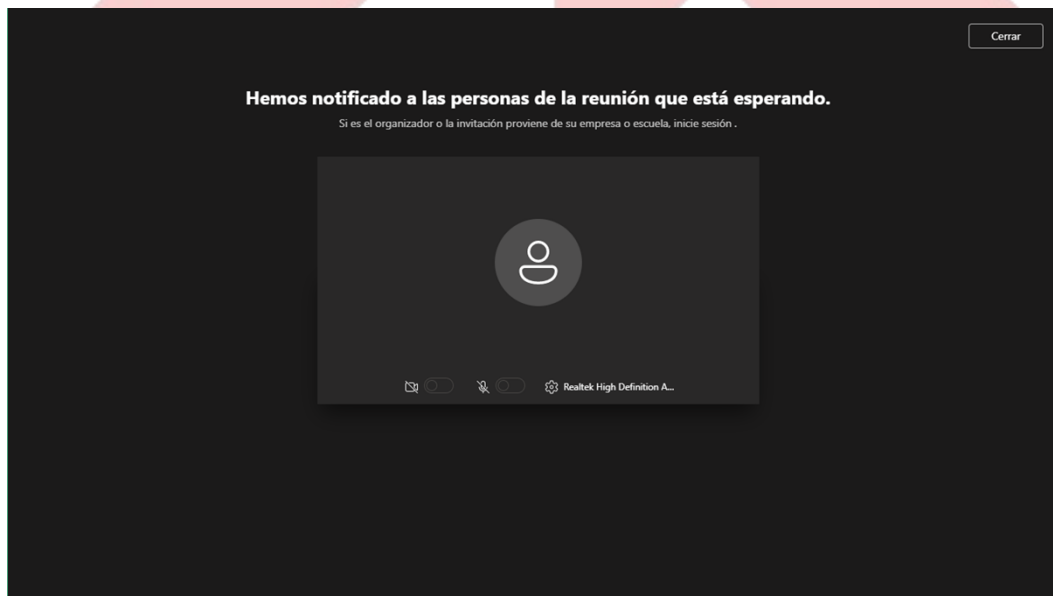 Cerrar
Hemos notificado a las personas de la reunión que está esperando.
Si es el organizador o la invitación proviene de su empresa o escuela, inicie sesión .
Realtek High Definition A...